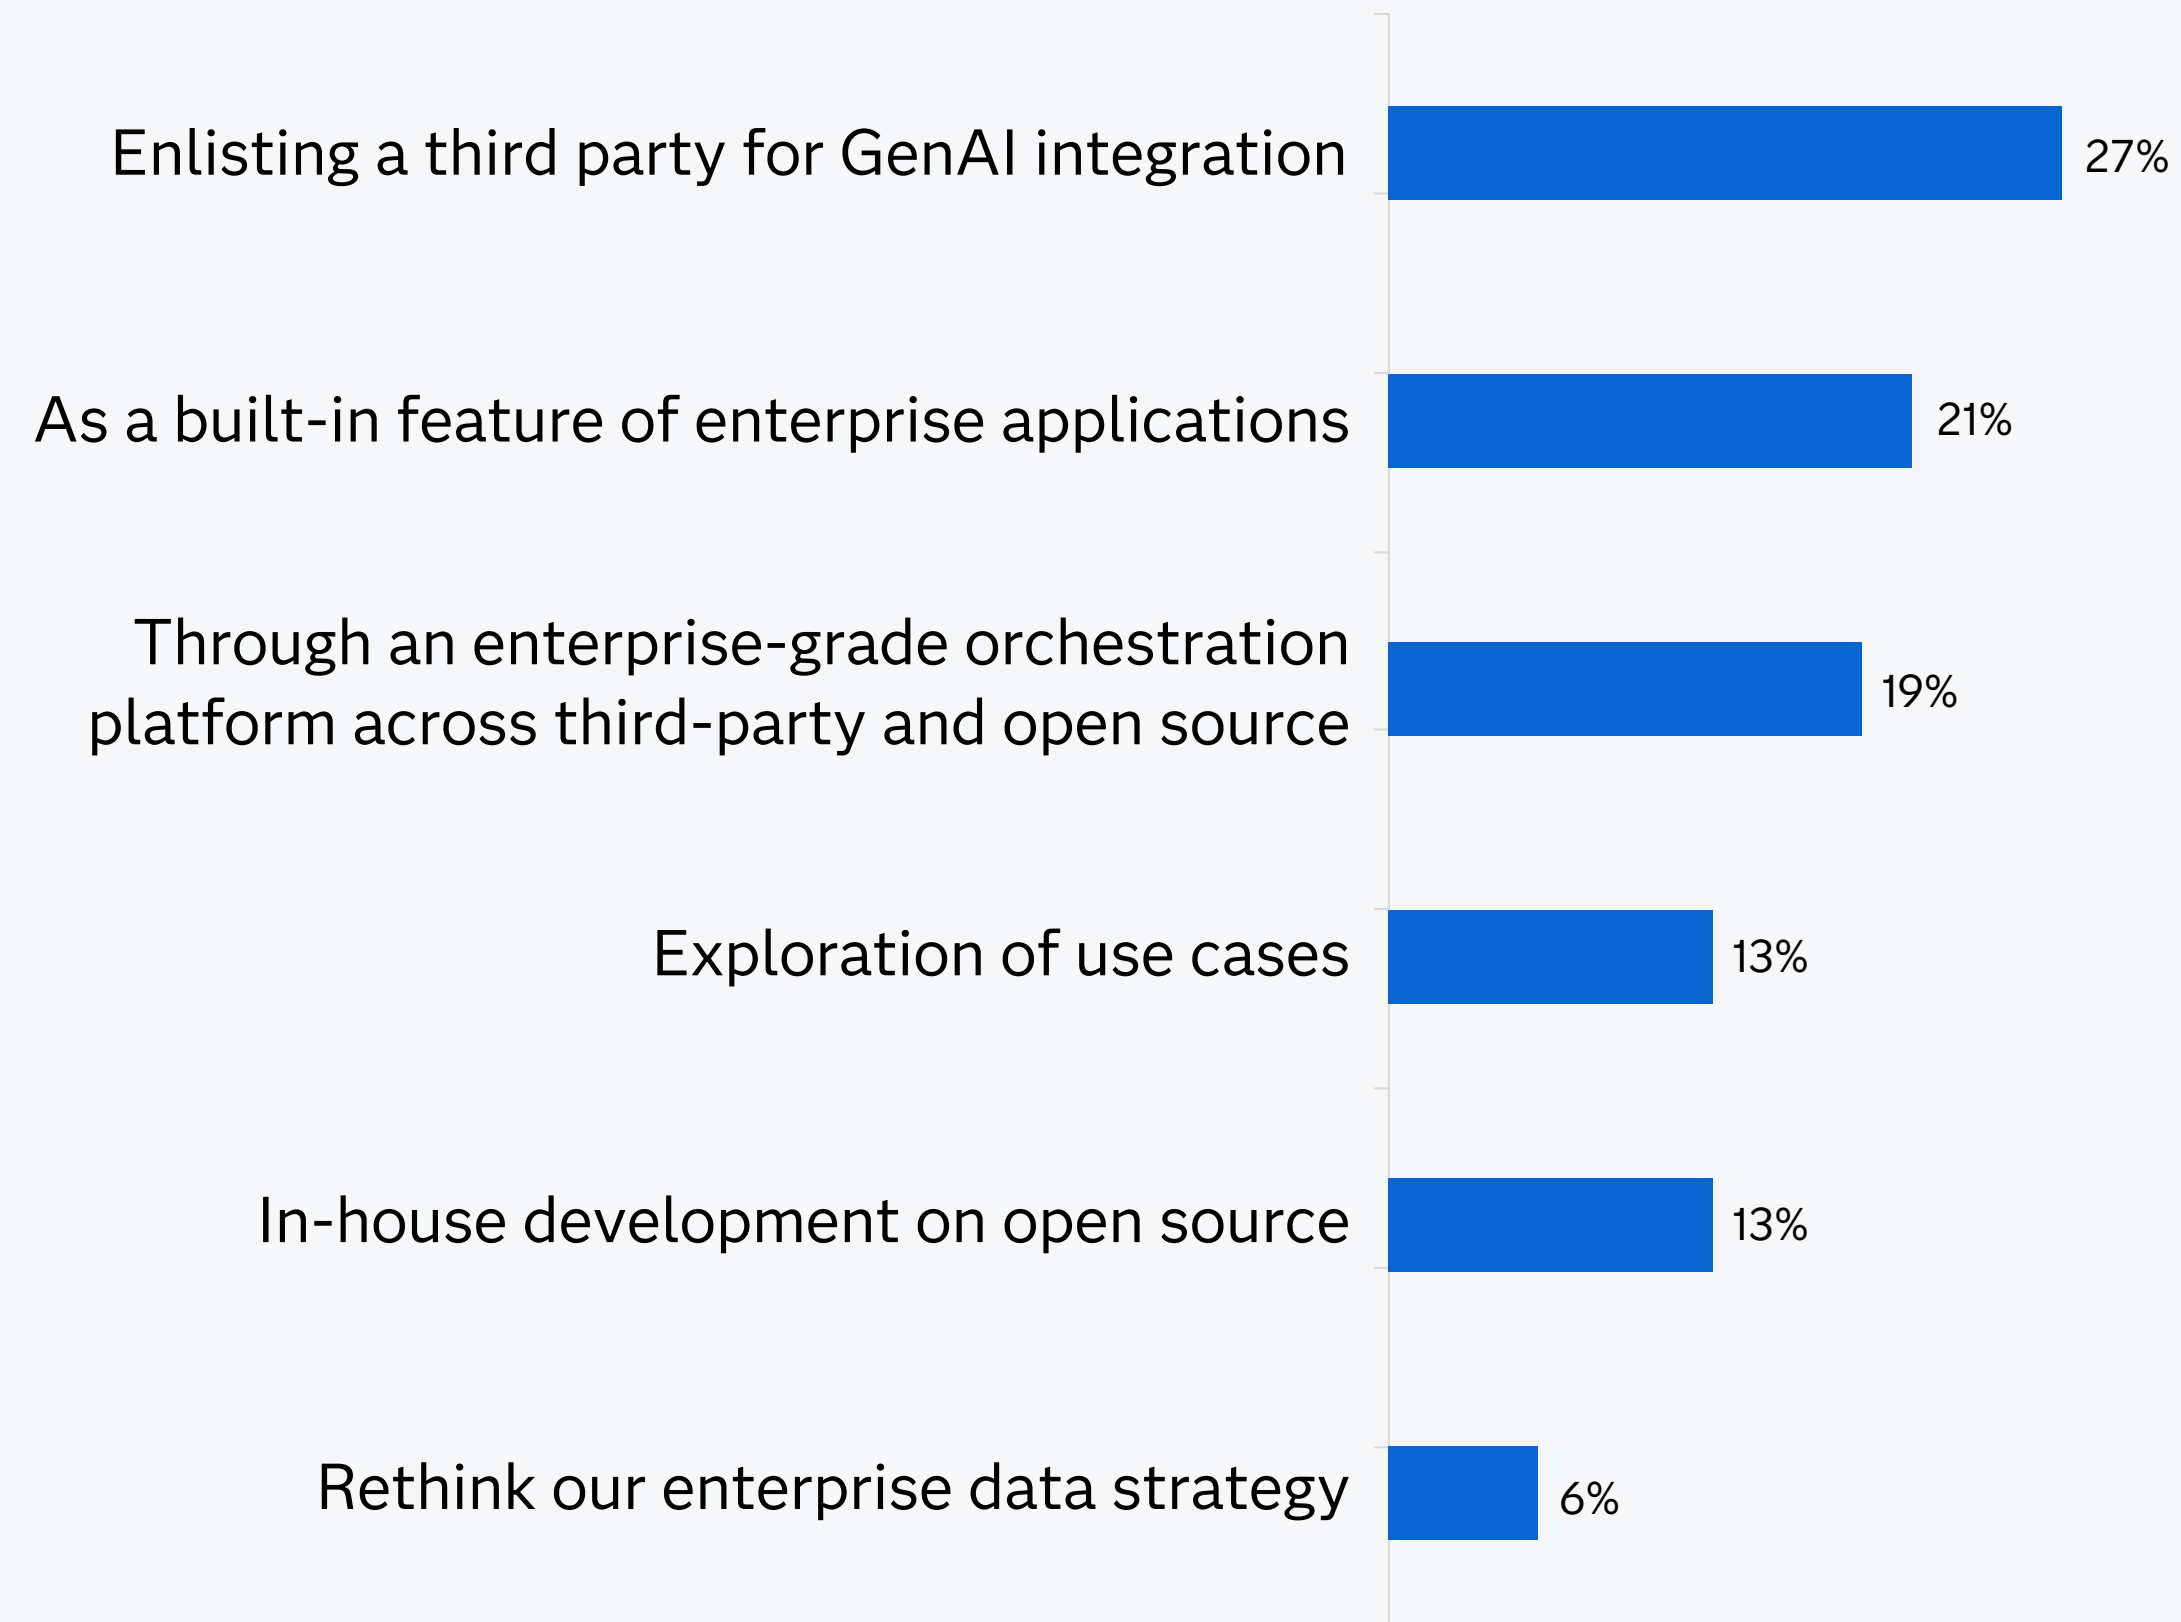 Enlisting a third party for GenAI integration
27%
As a built-in feature of enterprise applications
21%
Through an enterprise-grade orchestration
platform across third-party and open source
19%
Exploration of use cases
13%
In-house development on open source
13%
Rethink our enterprise data strategy
6%